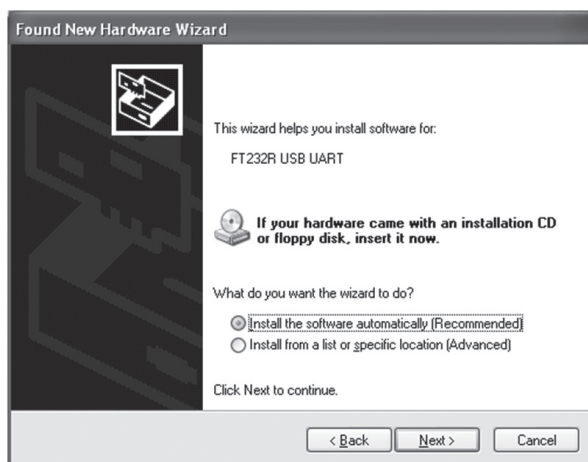 Found New Hardware Wizard
This wizard helps you install software for:
FT232R USB UART
If your hardware came with an installation CD
or floppy disk, insert it now.
What do you want the wizard to do?
Install the software automatically (Recommended)
Install from a list or specific location (Advanced)
Click Next to continue.
< Back Next > Cancel